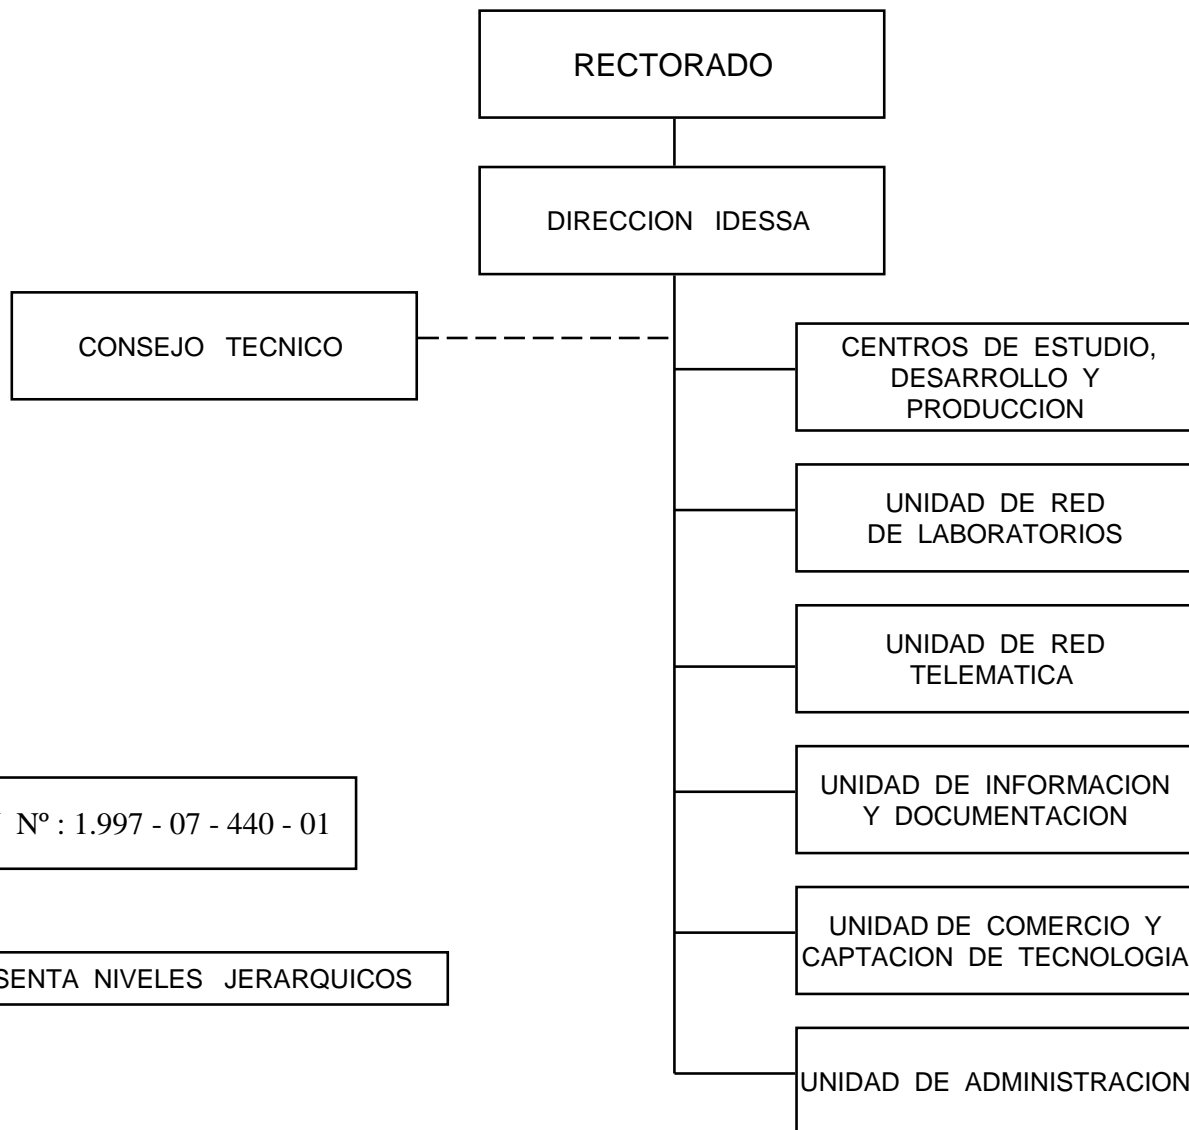 RECTORADO
DIRECCION IDESSA
CONSEJO TECNICO
CENTROS DE ESTUDIO,
DESARROLLO Y
PRODUCCION
UNIDAD DE RED
DE LABORATORIOS
UNIDAD DE RED
TELEMATICA
UNIDAD DE INFORMACION
Y DOCUMENTACION
UNIDAD DE COMERCIO Y
CAPTACION DE TECNOLOGIA
UNIDAD DE ADMINISTRACION
Nº : 1.997 - 07 - 440 - 01
SENTA NIVELES JERARQUICOS